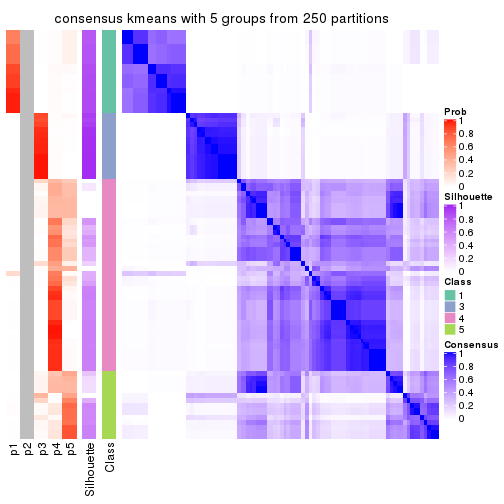 consensus kmeans with 5 groups from 250 partitions
Prob
1
0.8
0.6
0.4
0.2
0
Silhouette
1
0.8
0.6
0.4
0.2
0
Class
1
3
4
5
Consensus
1
0.8
0.6
0.4
0.2
0
p1
p2
p3
p4
p5
Silhouette
Class